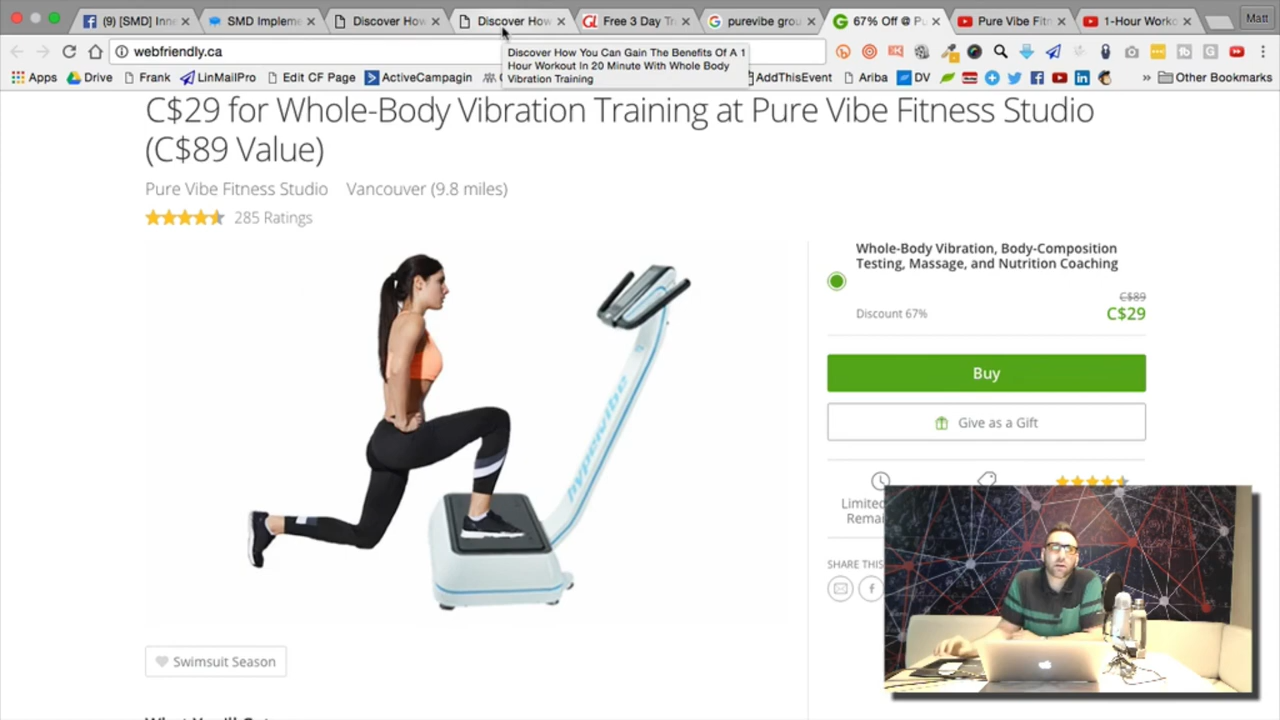 (9) [SMD] Inne
SMD Impleme
Discover How
Discover How
Free 3 Day Tr
purevibe grou
67% Off @ Pu
Pure Vibe Fitn
1-Hour Worko
Matt
webfriendly.ca
Discover How You Can Gain The Benefits Of A 1
Hour Workout In 20 Minute With Whole Body
Vibration Training
Apps
Drive
Frank
LinMailPro
Edit CF Page
ActiveCampagin
AddThisEvent
Ariba
DV
Other Bookmarks
C$29 for Whole-Body Vibration Training at Pure Vibe Fitness Studio
(C$89 Value)
Pure Vibe Fitness Studio Vancouver (9.8 miles)
285 Ratings
Whole-Body Vibration, Body-Composition
Testing, Massage, and Nutrition Coaching
C$89
Discount 67%
C$29
Buy
Give as a Gift
Limited
Remai
SHARE THIS
hypervibe
Swimsuit Season